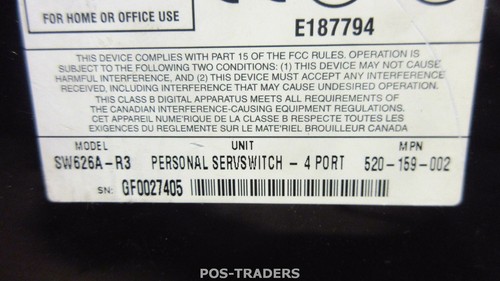 FOR HOME OR OFFICE USE
E187794
THIS DEVICE COMPLIES WITH PART 15 OF THE FCC RULES. OPERATION IS
SUBJECT TO THE FOLLOWING TWO CONDITIONS: (1) THIS DEVICE MAY NOT CAUSE
HARMFUL INTERFERENCE, AND (2) THIS DEVICE MUST ACCEPT ANY INTERFERENCE
RECEIVED, INCLUDING INTERFERENCE THAT MAY CAUSE UNDESIRED OPERATION.
THIS CLASS B DIGITAL APPARATUS MEETS ALL REQUIREMENTS OF
THE CANADIAN INTERFERENCE-CAUSING EQUIPMENT REGULATIONS.
CET APPAREIL NUME'RIQUE DE LA CLASSE B RESPECTE TOUTES LES
EXIGENCES DU REGLEMENTE SUR LE MATE'RIEL BROUILLEUR CANADA
MODEL UNIT MPN
SW626A-R3 PERSONAL SERVSWITCH - 4 PORT 520-159-002
SN: GF0027405
POS-TRADERS